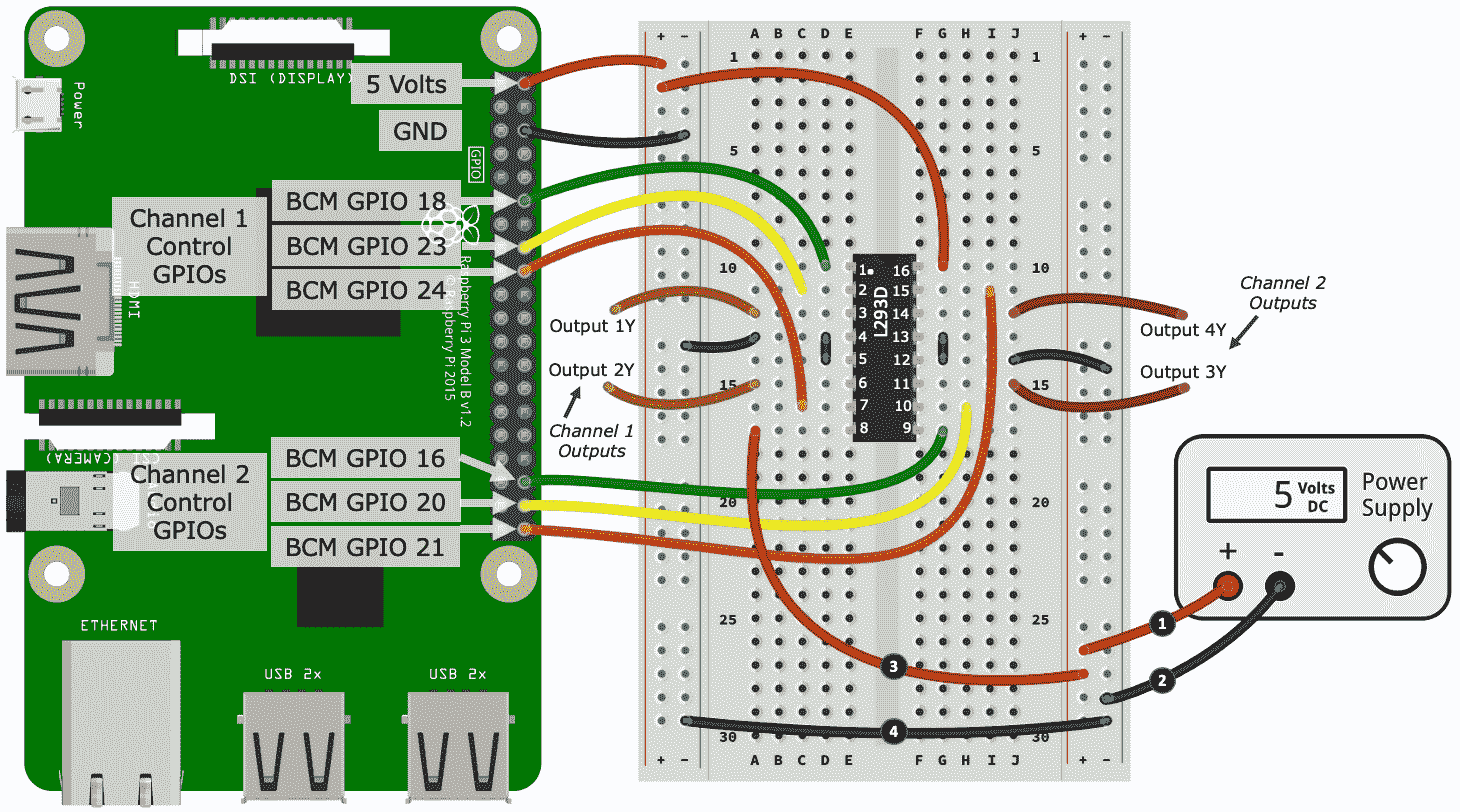 DSI (DISPLAY)
Power
5 Volts
GND
GPIO
BCM GPIO 18
BCM GPIO 23
BCM GPIO 24
Channel 1
Control
GPIOs
HDMI
Raspberry Pi 3 Model B v1.2
© Raspberry Pi 2015
(CAMERA)
BCM GPIO 16
BCM GPIO 20
BCM GPIO 21
Channel 2
Control
GPIOs
ETHERNET
USB 2x
USB 2x
+ -
A B C D E
F G H I J
+ -
1
1
5
5
10
10
15
15
20
20
25
25
30
30
1 16
2 15
3 14
4 13
5 12
6 11
7 10
8 9
L293D
Output 1Y
Output 2Y
Channel 1
Outputs
Channel 2
Outputs
Output 4Y
Output 3Y
5 Volts
DC
Power
Supply
+ -
1
2
3
4
+ -
A B C D E
F G H I J
+ -